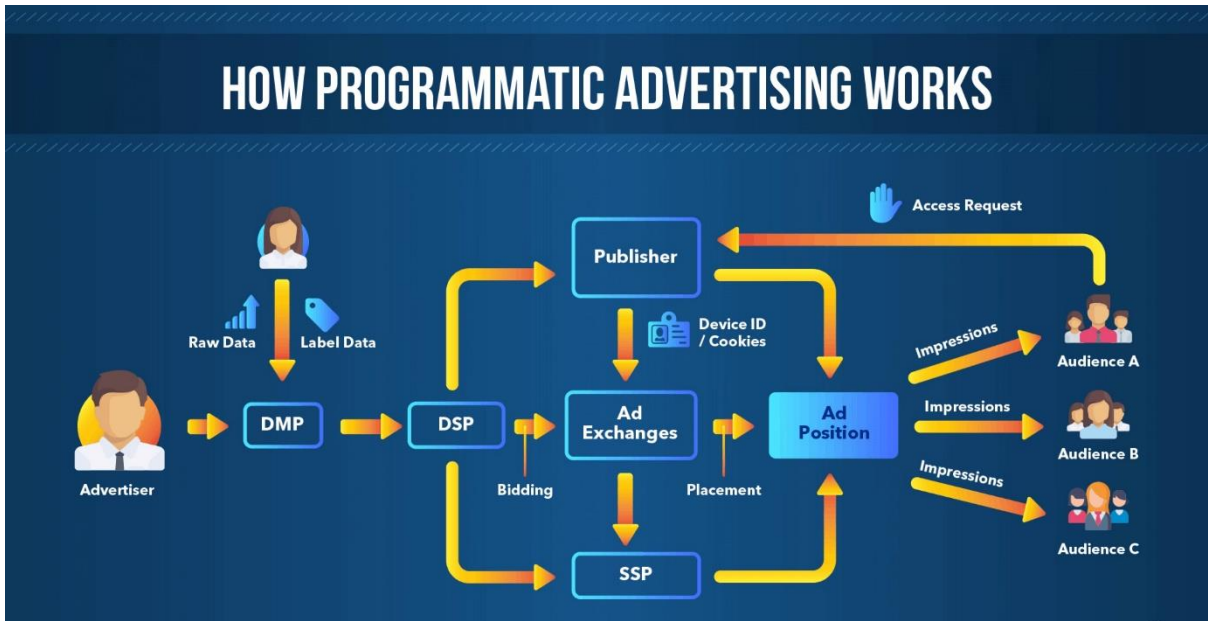 HOW PROGRAMMATIC ADVERTISING WORKS
Access Request
Publisher
Raw Data
Label Data
Device ID
/ Cookies
Impressions
Audience A
DMP
DSP
Ad
Exchanges
Ad
Position
Impressions
Audience B
Advertiser
Bidding
Placement
Impressions
Audience C
SSP